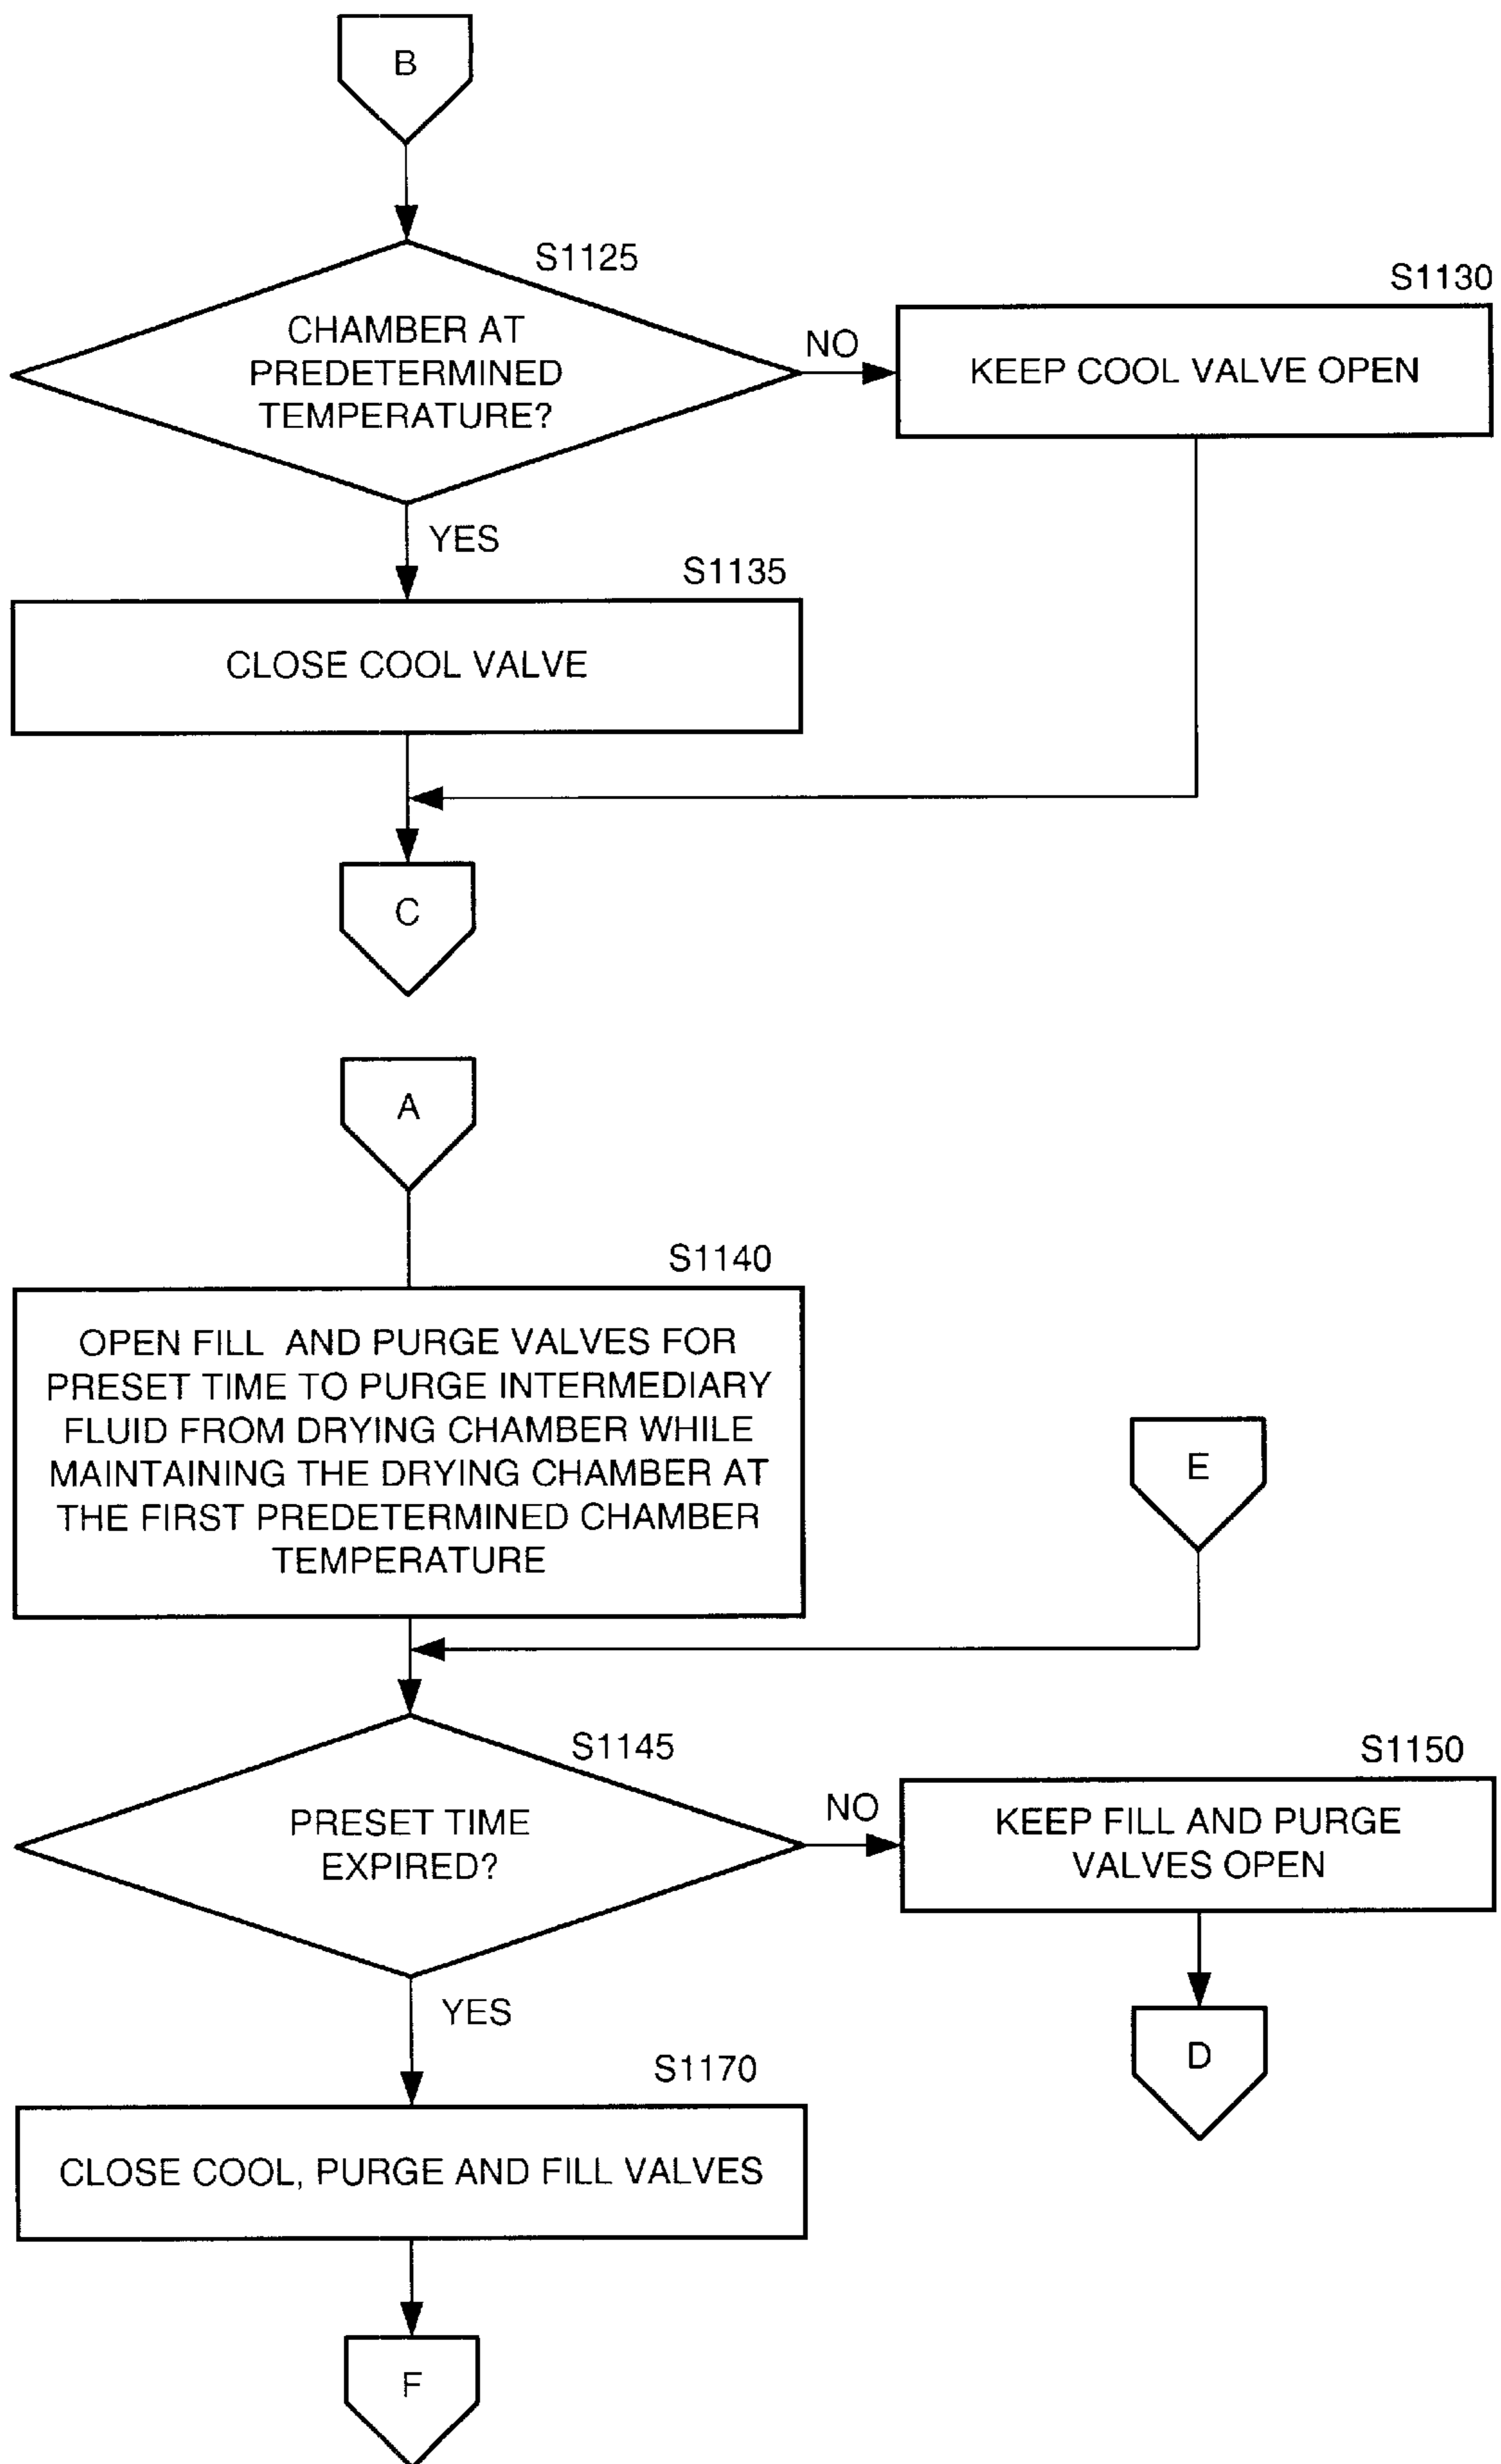 B
S1125
CHAMBER AT
PREDETERMINED
TEMPERATURE?
NO
S1130
KEEP COOL VALVE OPEN
YES
S1135
CLOSE COOL VALVE
C
A
S1140
OPEN FILL AND PURGE VALVES FOR
PRESET TIME TO PURGE INTERMEDIARY
FLUID FROM DRYING CHAMBER WHILE
MAINTAINING THE DRYING CHAMBER AT
THE FIRST PREDETERMINED CHAMBER
TEMPERATURE
E
S1145
PRESET TIME
EXPIRED?
NO
S1150
KEEP FILL AND PURGE
VALVES OPEN
D
YES
S1170
CLOSE COOL, PURGE AND FILL VALVES
F